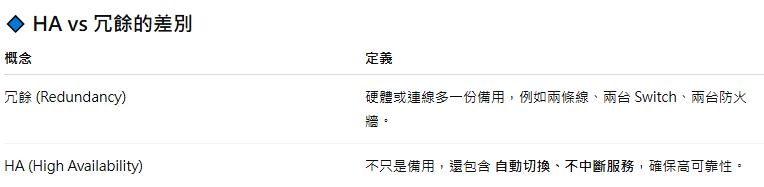 🔷 HA vs 冗餘的差別
概念 定義
冗餘 (Redundancy) 硬體或連線多一份備用，例如兩條線、兩台 Switch、兩台防火
牆。
HA (High Availability) 不只是備用，還包含 自動切換、不中斷服務，確保高可靠性。